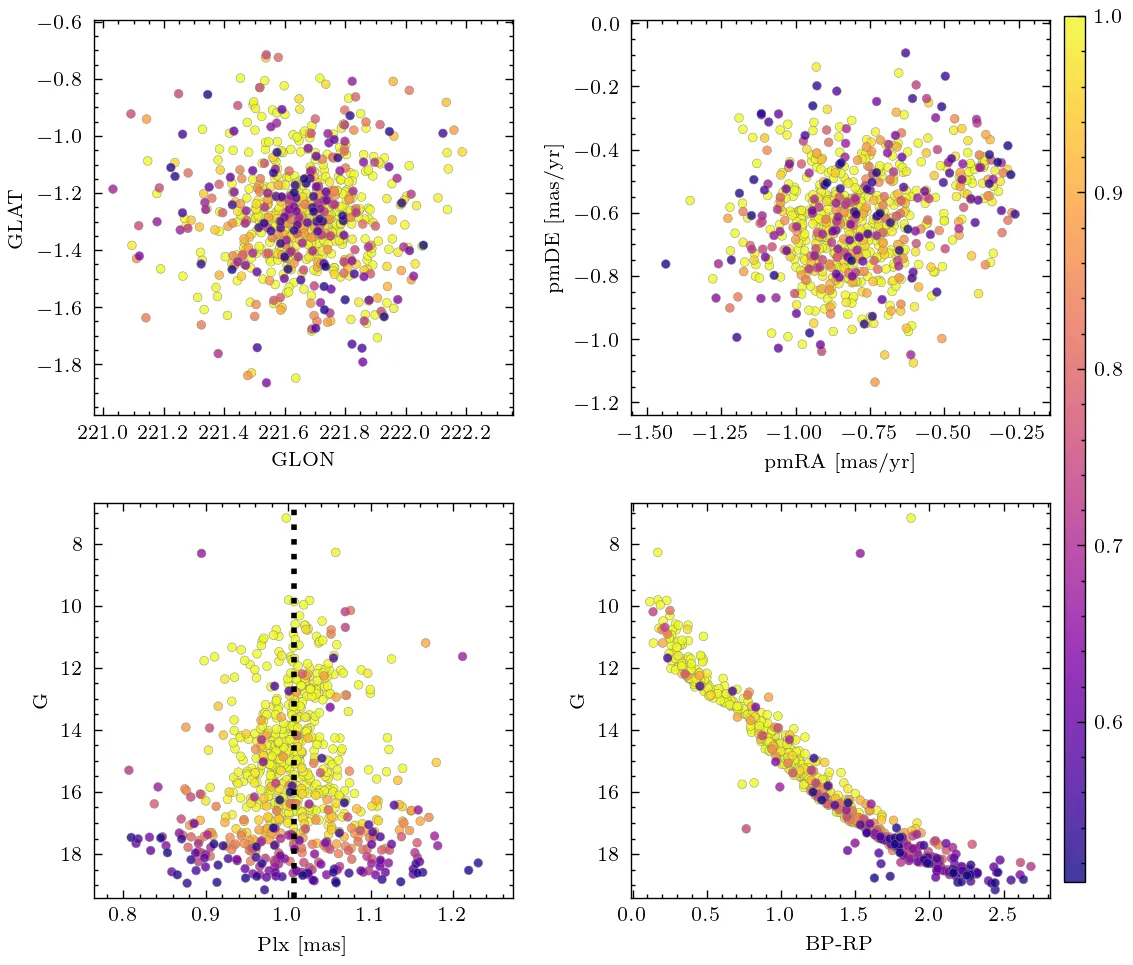 −0.6
−0.8
−1.0
−1.2
−1.4
−1.6
−1.8
GLAT
221.0 221.2 221.4 221.6 221.8 222.0 222.2
GLON
0.0
−0.2
−0.4
−0.6
−0.8
−1.0
−1.2
pmDE [mas/yr]
−1.50 −1.25 −1.00 −0.75 −0.50 −0.25
pmRA [mas/yr]
8
10
12
14
16
18
G
0.8 0.9 1.0 1.1 1.2
Plx [mas]
8
10
12
14
16
18
G
0.0 0.5 1.0 1.5 2.0 2.5
BP-RP
1.0
0.9
0.8
0.7
0.6